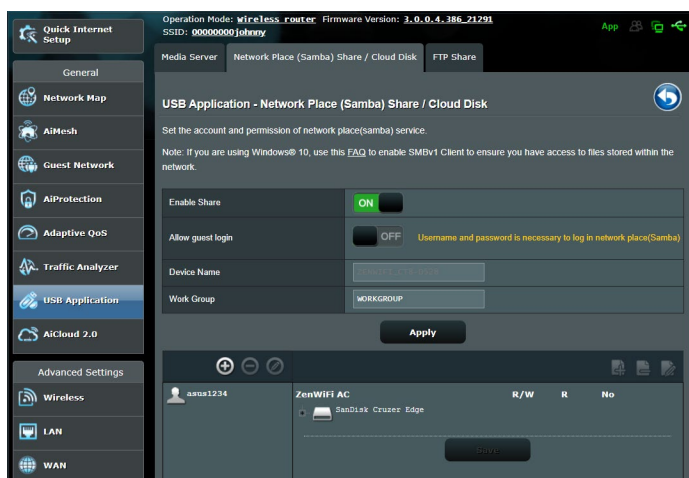 Quick Internet
Setup
Operation Mode: Wireless router Firmware Version: 3.0.0.4.386_21291
SSID: 00000000johnny
App
Media Server
Network Place (Samba) Share / Cloud Disk
FTP Share
General
Network Map
AiMesh
Guest Network
AiProtection
Adaptive QoS
Traffic Analyzer
USB Application
AiCloud 2.0
Advanced Settings
Wireless
LAN
WAN
USB Application - Network Place (Samba) Share / Cloud Disk
Set the account and permission of network place(samba) service.
Note: If you are using Windows® 10, use this FAQ to enable SMBv1 Client to ensure you have access to files stored within the
network.
Enable Share
ON
Allow guest login
OFF
Username and password is necessary to log in network place(Samba)
Device Name
Work Group
WORKGROUP
Apply
asus1234
ZenWiFi AC
R/W
R
No
SanDisk Cruzer Edge
Save